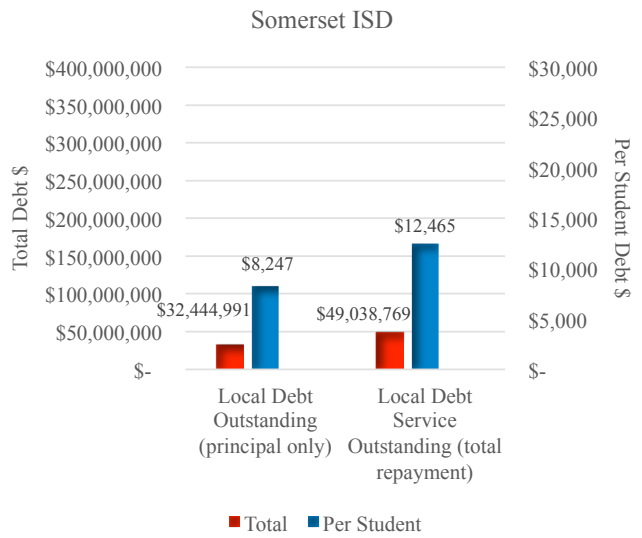 Somerset ISD
Total Debt $
$400,000,000
$350,000,000
$300,000,000
$250,000,000
$200,000,000
$150,000,000
$100,000,000
$50,000,000
$-
$32,444,991
$8,247
$49,038,769
$12,465
$30,000
$25,000
$20,000
$15,000
$10,000
$5,000
$-
Per Student Debt $
Local Debt
Outstanding
(principal only)
Local Debt
Service
Outstanding (total
repayment)
Total
Per Student